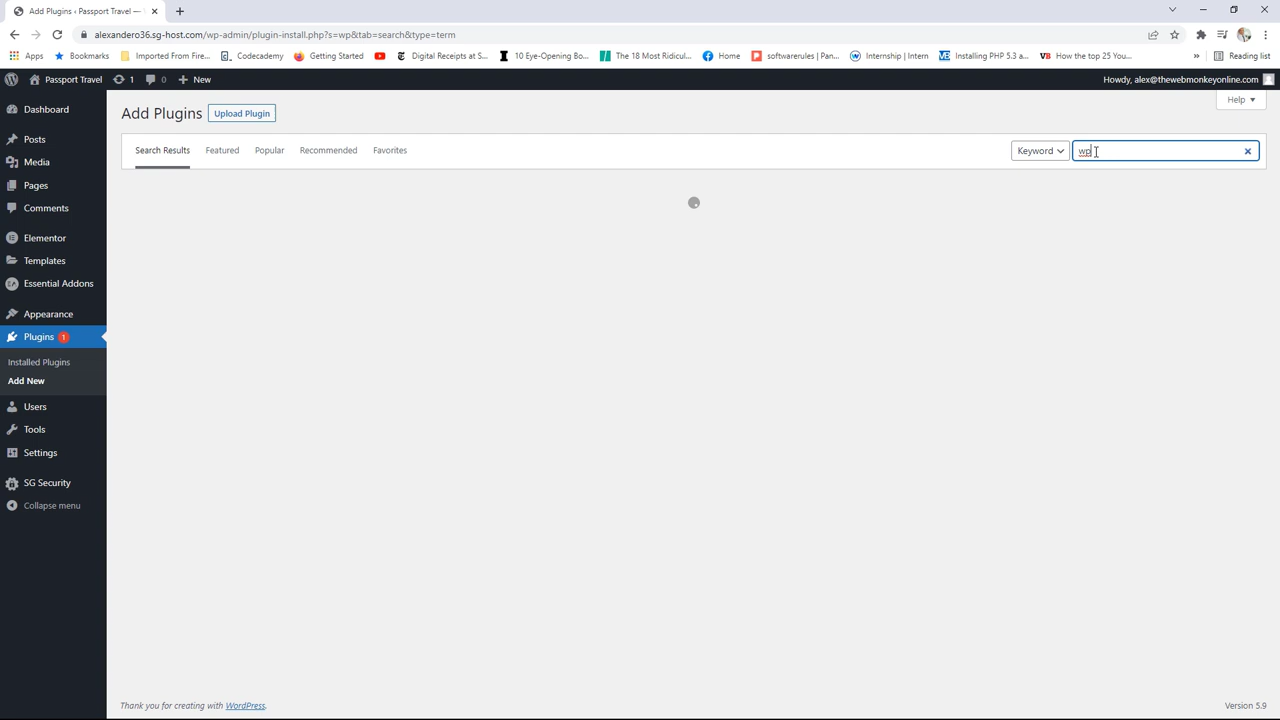 Add Plugins ‹ Passport Travel — W
alexandero36.sg-host.com/wp-admin/plugin-install.php?s=wp&tab=search&type=term
Apps Bookmarks Imported From Fire... Codecademy Getting Started Digital Receipts at S... 10 Eye-Opening Bo... The 18 Most Ridicul... Home softwarerules | Pan... Internship | Intern Installing PHP 5.3 a... How the top 25 You... » Reading list
Passport Travel 1 0 New Howdy, alex@thewebmonkeyonline.com
Help
Add Plugins Upload Plugin
Search Results Featured Popular Recommended Favorites Keyword wp
Dashboard
Posts
Media
Pages
Comments
Elementor
Templates
Essential Addons
Appearance
Plugins 1
Installed Plugins
Add New
Users
Tools
Settings
SG Security
Collapse menu
Thank you for creating with WordPress. Version 5.9